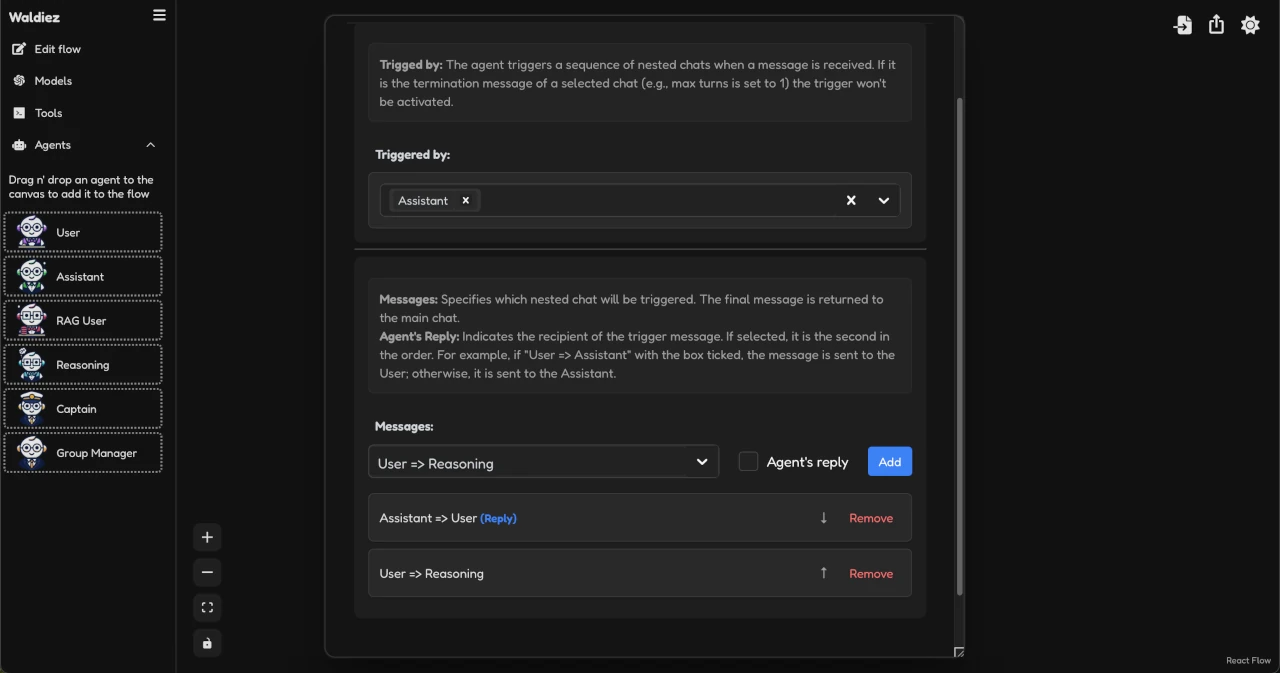 Waldiez
Edit flow
Models
Tools
Agents
Drag n' drop an agent to the
canvas to add it to the flow
User
Assistant
RAG User
Reasoning
Captain
Group Manager
Trigged by: The agent triggers a sequence of nested chats when a message is received. If it
is the termination message of a selected chat (e.g., max turns is set to 1) the trigger won't
be activated.
Triggered by:
Assistant
Messages: Specifies which nested chat will be triggered. The final message is returned to
the main chat.
Agent's Reply: Indicates the recipient of the trigger message. If selected, it is the second in
the order. For example, if "User => Assistant" with the box ticked, the message is sent to the
User; otherwise, it is sent to the Assistant.
Messages:
User => Reasoning
Agent's reply
Add
Assistant => User (Reply)
Remove
User => Reasoning
Remove
React Flow